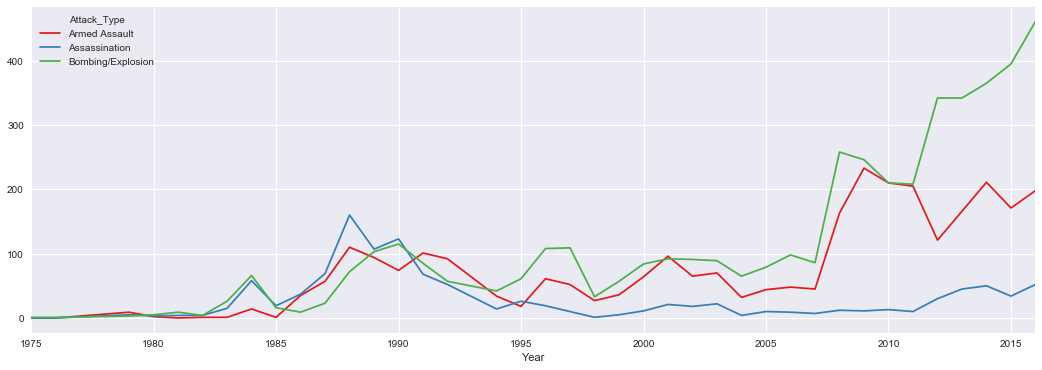 Attack_Type
Armed Assault
Assassination
Bombing/Explosion
400
300
200
100
0
1975
1980
1985
1990
1995
2000
2005
2010
2015
Year